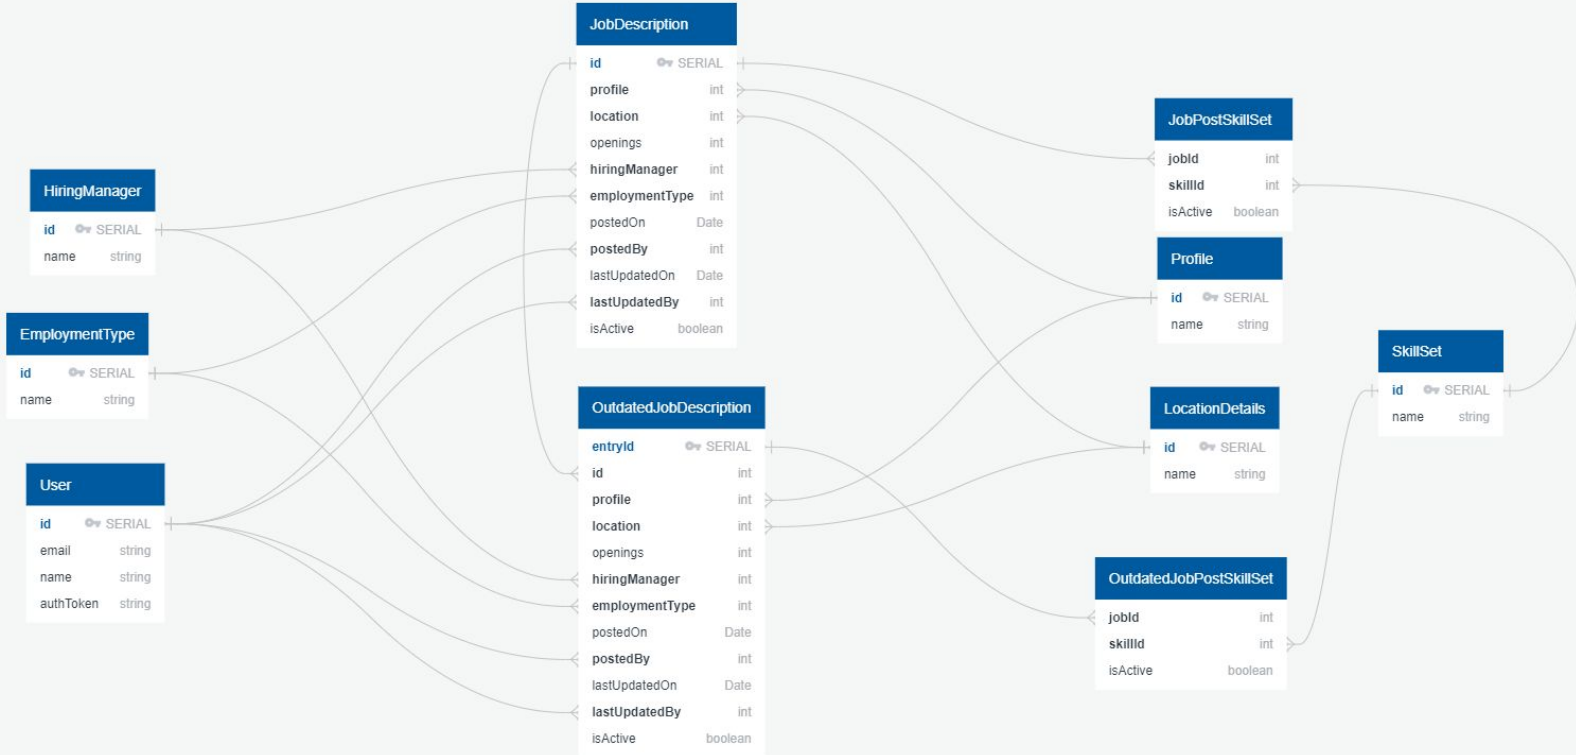 JobDescription
id SERIAL
profile int
location int
openings int
hiringManager int
employmentType int
postedOn Date
postedBy int
lastUpdatedOn Date
lastUpdatedBy int
isActive boolean
HiringManager
id SERIAL
name string
EmploymentType
id SERIAL
name string
User
id SERIAL
email string
name string
authToken string
OutdatedJobDescription
entryId SERIAL
id int
profile int
location int
openings int
hiringManager int
employmentType int
postedOn Date
postedBy int
lastUpdatedOn Date
lastUpdatedBy int
isActive boolean
JobPostSkillSet
jobId int
skillId int
isActive boolean
Profile
id SERIAL
name string
LocationDetails
id SERIAL
name string
SkillSet
id SERIAL
name string
OutdatedJobPostSkillSet
jobId int
skillId int
isActive boolean